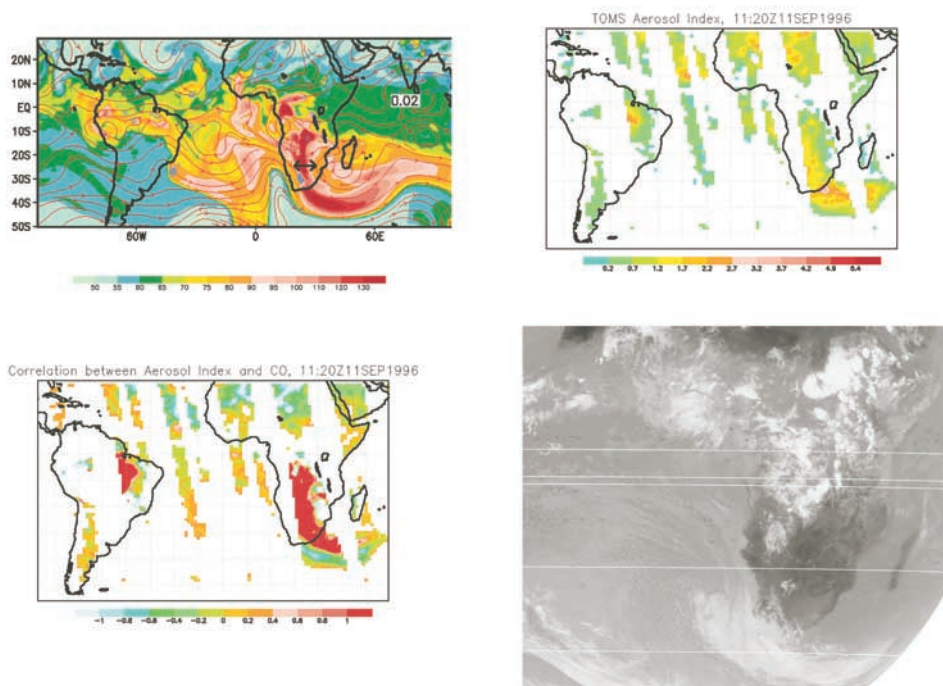 20N
10N
EQ
10S
20S
30S
40S
50S
0.02
60W 0 60E
50 55 60 65 70 75 80 90 95 100 110 120 130
TOMS Aerosol Index, 11:20Z11SEP1996
0.2 0.7 1.2 1.7 2.2 2.7 3.2 3.7 4.2 4.9 5.4
Correlation between Aerosol Index and CO, 11:20Z11SEP1996
-1 -0.8 -0.6 -0.4 -0.2 0 0.2 0.4 0.6 0.8 1